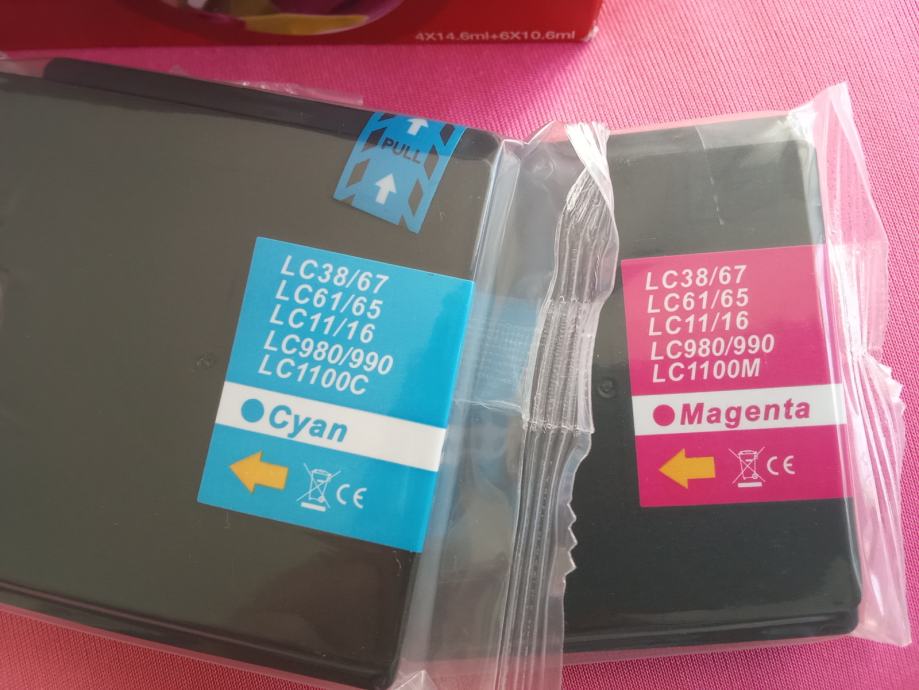 4X14.6ml+6X10.6ml
PULL
LC38/67
LC61/65
LC11/16
LC980/990
LC1100C
Cyan
CE
LC38/67
LC61/65
LC11/16
LC980/990
LC1100M
Magenta
CE